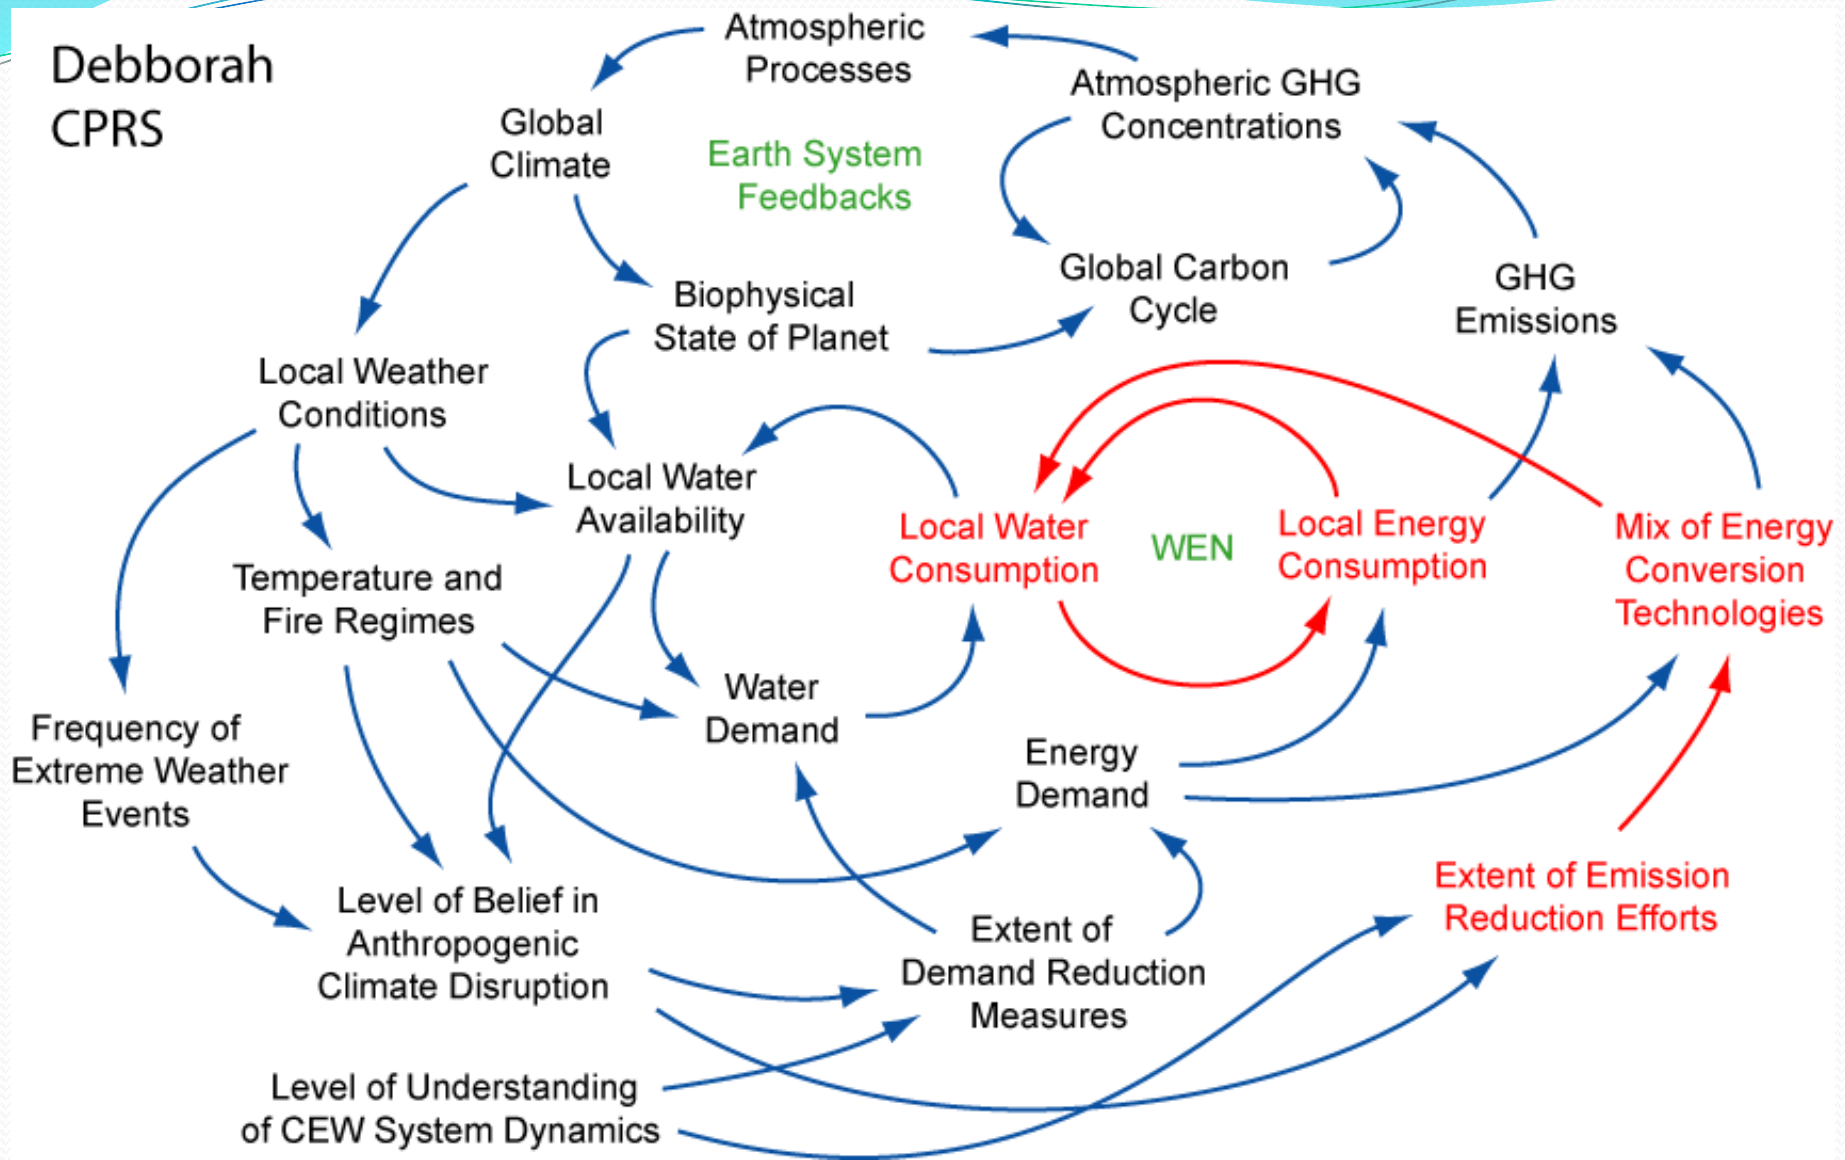 Debborah
CPRS
Atmospheric
Processes
Atmospheric GHG
Concentrations
Global
Climate
Earth System
Feedbacks
Global Carbon
Cycle
GHG
Emissions
Biophysical
State of Planet
Local Weather
Conditions
Local Water
Availability
Local Water
Consumption
WEN
Local Energy
Consumption
Mix of Energy
Conversion
Technologies
Temperature and
Fire Regimes
Water
Demand
Frequency of
Extreme Weather
Events
Energy
Demand
Extent of Emission
Reduction Efforts
Level of Belief in
Anthropogenic
Climate Disruption
Extent of
Demand Reduction
Measures
Level of Understanding
of CEW System Dynamics